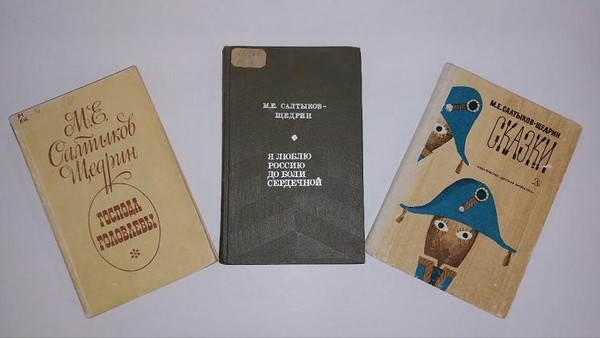 М.Е.
Салтыков
Щедрин
ГОСПОДА
ГОЛОВЛЕВЫ
М.Е. САЛТЫКОВ-
ЩЕДРИН
Я ЛЮБЛЮ
РОССИЮ
ДО БОЛИ
СЕРДЕЧНОЙ
М.Е.САЛТЫКОВ-ЩЕДРИН
СКАЗКИ